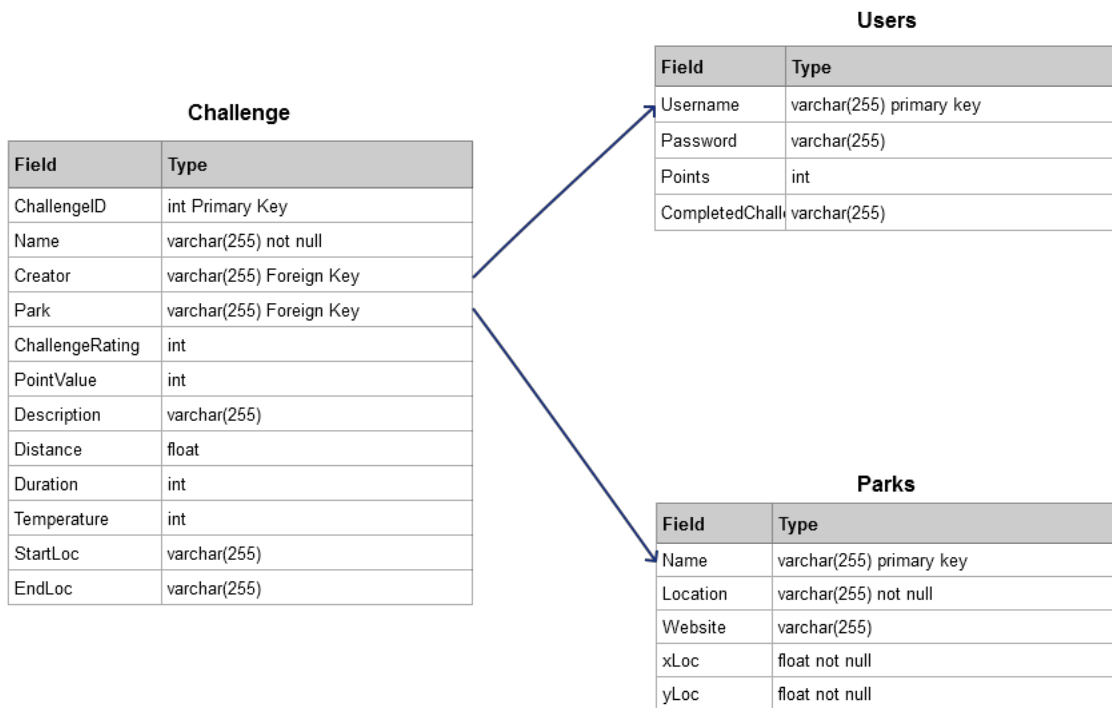 Challenge
Field Type
ChallengeID int Primary Key
Name varchar(255) not null
Creator varchar(255) Foreign Key
Park varchar(255) Foreign Key
ChallengeRating int
PointValue int
Description varchar(255)
Distance float
Duration int
Temperature int
StartLoc varchar(255)
EndLoc varchar(255)
Users
Field Type
Username varchar(255) primary key
Password varchar(255)
Points int
CompletedChall varchar(255)
Parks
Field Type
Name varchar(255) primary key
Location varchar(255) not null
Website varchar(255)
xLoc float not null
yLoc float not null